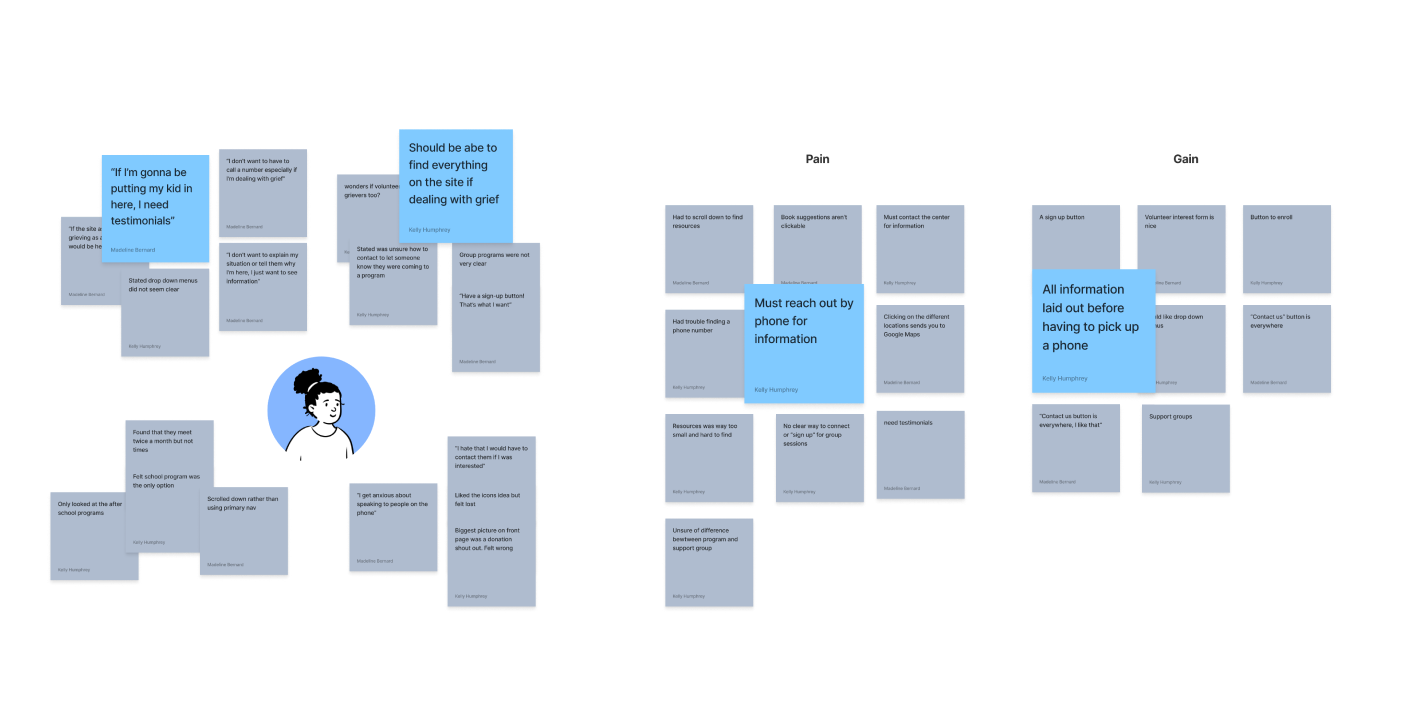 "If the site a
grieving as a
would be he
Madeline Bernard
"If I'm gonna be
putting my kid in
here, I need
testimonials"
Madeline Bernard
Stated drop down menus
did not seem clear
Kelly Humphrey
"I don't want to have to
call a number especially if
I'm dealing with grief"
Madeline Bernard
"I don't want to explain my
situation or tell them why
I'm here, I just want to see
information"
Madeline Bernard
wonders if voluntee
grievers too?
Should be abe to
find everything
on the site if
dealing with grief
Kelly Humphrey
Stated was unsure how to
contact to let someone
know they were coming to
a program
Kelly Humphrey
Group programs were not
very clear
"Have a sign-up button!
That's what I want"
Madeline Bernard
Only looked at the after
school programs
Kelly Humphrey
Found that they meet
twice a month but not
times
Felt school program was
the only option
Kelly Humphrey
Scrolled down rather than
using primary nav
Madeline Bernard
"I get anxious about
speaking to people on the
phone"
Madeline Bernard
"I hate that I would have to
contact them if i was
interested"
Liked the icons idea but
felt lost
Biggest picture on front
page was a donation
shout out. Felt wrong
Kelly Humphrey
Pain
Had to scroll down to find
resources
Madeline Bernard
Book suggestions aren't
clickable
Madeline Bernard
Must contact the center
for information
Kelly Humphrey
Had trouble finding a
phone number
Kelly Humphrey
Must reach out by
phone for
information
Kelly Humphrey
Clicking on the different
locations sends you to
Google Maps
Madeline Bernard
Resources was way too
small and hard to find
Kelly Humphrey
No clear way to connect
or "sign up" for group
sessions
Kelly Humphrey
need testimonials
Madeline Bernard
Unsure of difference
bewtween program and
support group
Kelly Humphrey
Gain
A sign up button
Volunteer interest form is
nice
Bernard
Button to enroll
Kelly Humphrey
All information
laid out before
having to pick up
a phone
Kelly Humphrey
like drop down
Humphrey
"Contact us" button is
everywhere
Madeline Bernard
"Contact us button is
everywhere, I like that"
Madeline Bernard
Support groups
Kelly Humphrey